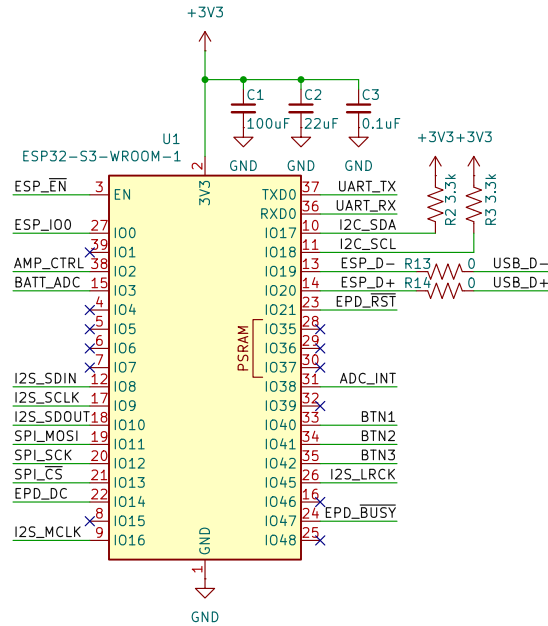 +3V3
C1 C2 C3
100uF 22uF 0.1uF
GND GND GND
+3V3 +3V3
R2 3.3k
R3 3.3k
U1
ESP32-S3-WROOM-1
2
3V3
ESP_EN 3 EN
ESP_IO0 27 IO0
39 IO1
AMP_CTRL 38 IO2
BATT_ADC 15 IO3
4 IO4
5 IO5
6 IO6
7 IO7
I2S_SDIN 12 IO8
I2S_SCLK 17 IO9
I2S_SDOUT 18 IO10
SPI_MOSI 19 IO11
SPI_SCK 20 IO12
SPI_CS 21 IO13
EPD_DC 22 IO14
8 IO15
I2S_MCLK 9 IO16
TXD0 37 UART_TX
RXD0 36 UART_RX
IO17 10 I2C_SDA
IO18 11 I2C_SCL
IO19 13 ESP_D- R13 0 USB_D-
IO20 14 ESP_D+ R14 0 USB_D+
IO21 23 EPD_RST
PSRAM
IO35 28
IO36 29
IO37 30
IO38 31 ADC_INT
IO39 32
IO40 33 BTN1
IO41 34 BTN2
IO42 35 BTN3
IO45 26 I2S_LRCK
IO46 16
IO47 24 EPD_BUSY
IO48 25
GND
1
GND